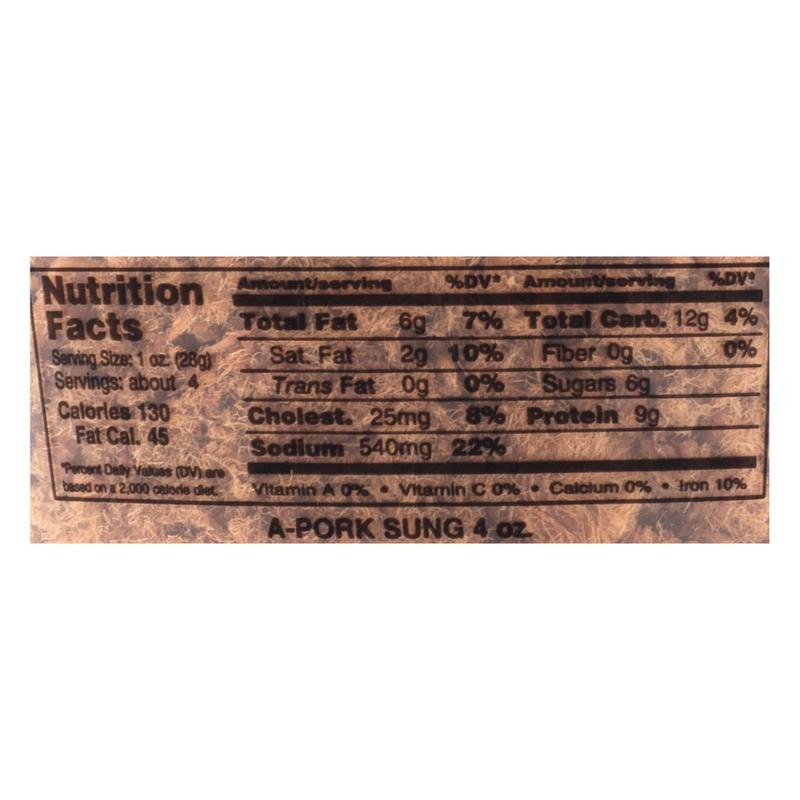 Nutrition
Facts
Serving Size: 1 oz. (28g)
Servings: about 4
Calories 130
Fat Cal. 45
*Percent Daily Values (DV) are
based on a 2,000 calorie diet.
Amount/serving %DV* Amount/serving %DV*
Total Fat 6g 7% Total Carb. 12g 4%
Sat. Fat 2g 10% Fiber 0g 0%
Trans Fat 0g 0% Sugars 6g
Cholest. 25mg 8% Protein 9g
Sodium 540mg 22%
Vitamin A 0% • Vitamin C 0% • Calcium 0% • Iron 10%
A-PORK SUNG 4 oz.